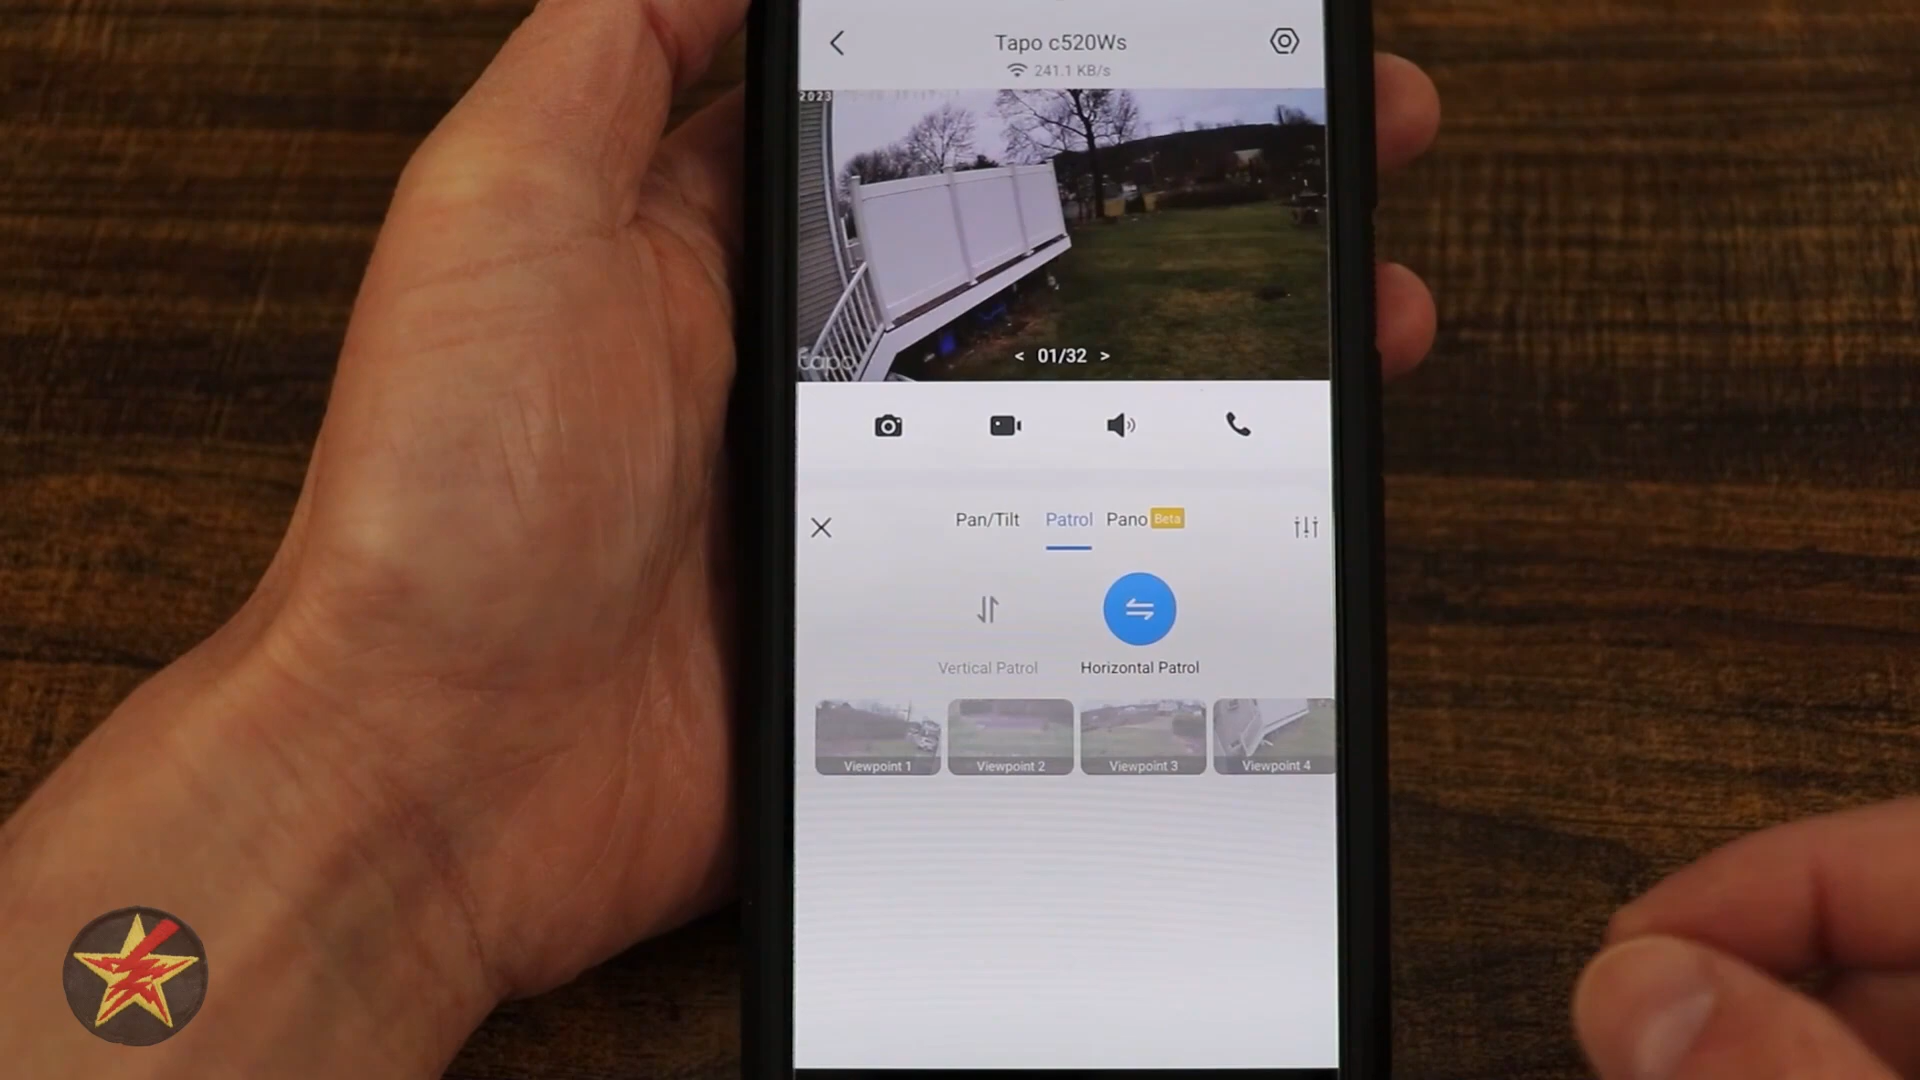 Tapo c520Ws
241.1 KB/s
2023
tapo
< 01/32 >
Pan/Tilt Patrol Pano Beta
Vertical Patrol Horizontal Patrol
Viewpoint 1 Viewpoint 2 Viewpoint 3 Viewpoint 4